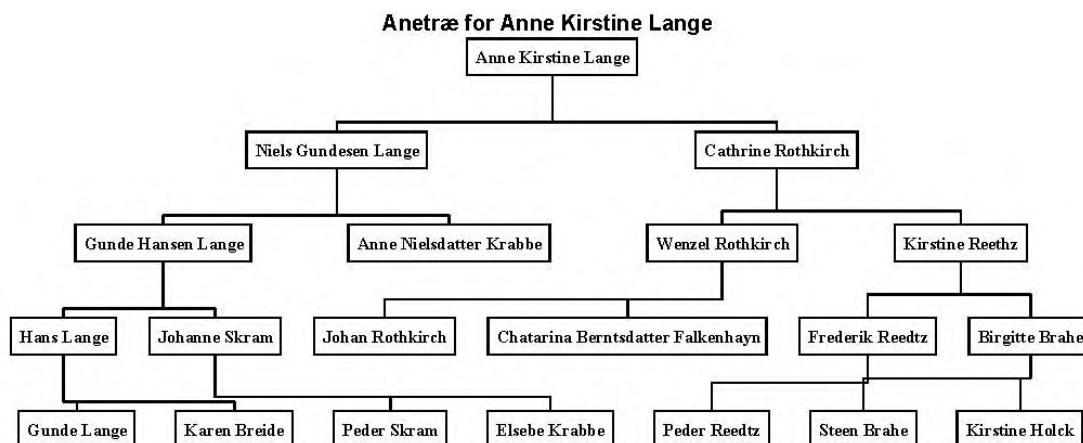 Anetræ for Anne Kirstine Lange
Anne Kirstine Lange
Niels Gundesen Lange
Cathrine Rothkirch
Gunde Hansen Lange
Anne Nielsdatter Krabbe
Wenzel Rothkirch
Kirstine Reethz
Hans Lange
Johanne Skram
Johan Rothkirch
Chatarina Berntsdatter Falkenhayn
Frederik Reedtz
Birgitte Brahe
Gunde Lange
Karen Breide
Peder Skram
Elsebe Krabbe
Peder Reedtz
Steen Brahe
Kirstine Holck